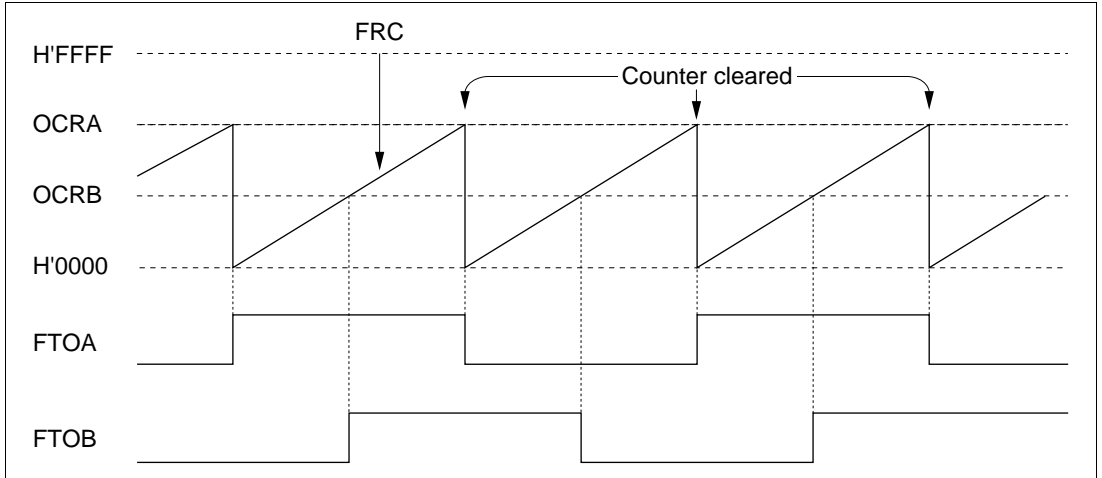 FRC
H'FFFF
Counter cleared
OCRA
OCRB
H'0000
FTOA
FTOB